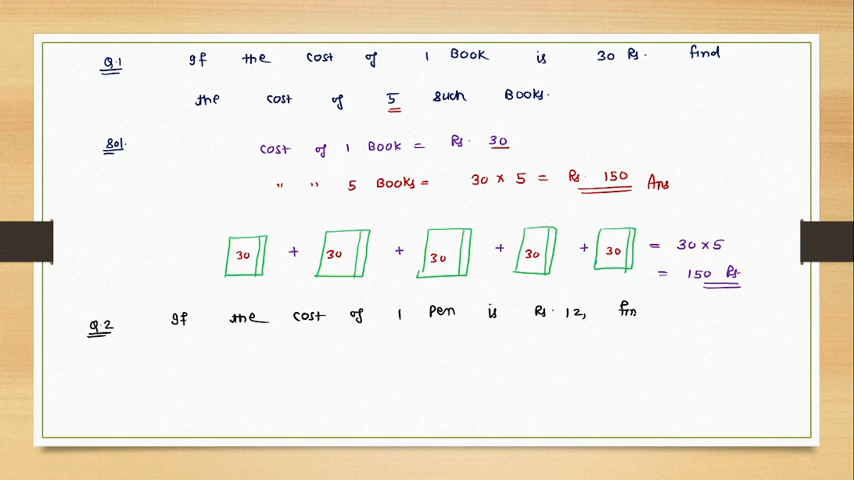 Q.1 If the cost of 1 Book is 30 Rs. find
the cost of 5 such Books.
Sol. cost of 1 Book = Rs. 30
" " 5 Books = 30 × 5 = Rs. 150 Ans
30 + 30 + 30 + 30 + 30 = 30 × 5
= 150 Rs.
Q.2 If the cost of 1 Pen is Rs. 12, fin